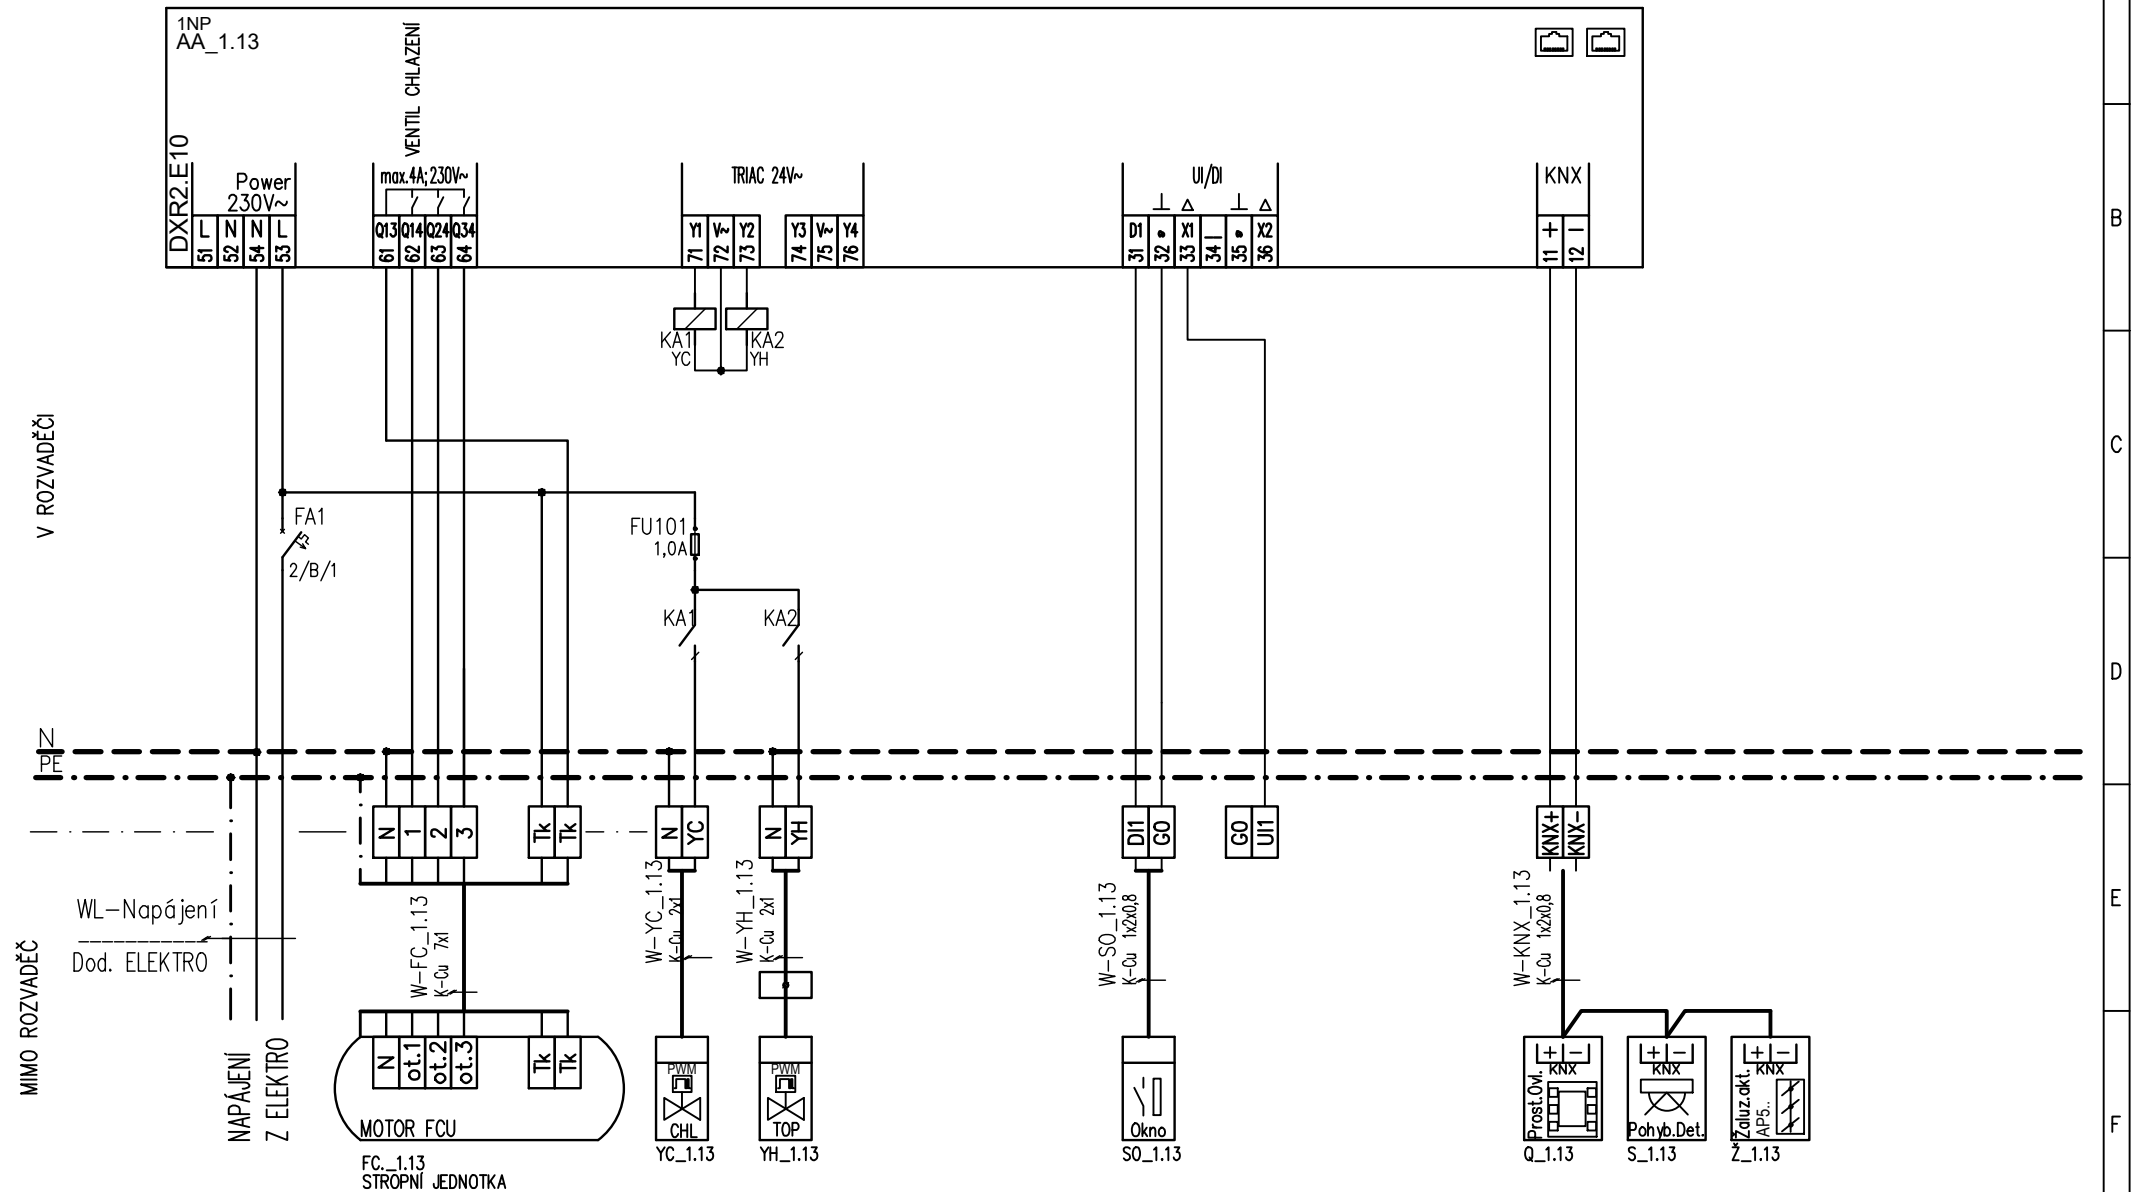 1NP
AA_1.13
VENTIL CHLAZENÍ
DXR2.E10
Power
230V~
max.4A;230V~
TRIAC 24V~
UI/DI
KNX
L N N L
51 52 54 53
Q13 Q14 Q24 Q34
61 62 63 64
Y1 V~ Y2
71 72 73
Y3 V~ Y4
74 75 76
D1 X1 X2
31 32 33 34 35 36
+ −
11 12
B
KA1
YC
KA2
YH
V ROZVADĚČI
C
FA1
2/B/1
FU101
1,0A
KA1
KA2
D
N
PE
N 1 2 3 Tk Tk
N YC
N YH
DI1 G0
G0 UI1
KNX+ KNX-
WL-Napájení
Dod. ELEKTRO
W-FC_1.13
K-Cu 7x1
W-YC_1.13
K-Cu 2x1
W-YH_1.13
K-Cu 2x1
W-SO_1.13
K-Cu 1x2x0,8
W-KNX_1.13
K-Cu 1x2x0,8
E
MIMO ROZVADĚČ
NAPÁJENÍ
Z ELEKTRO
N ot.1 ot.2 ot.3 Tk Tk
MOTOR FCU
FC._1.13
STROPNÍ JEDNOTKA
PWM
CHL
YC_1.13
PWM
TOP
YH_1.13
Okno
SO_1.13
+ −
KNX
Prost.Ovl.
Q_1.13
+ −
KNX
Pohyb.Det.
S_1.13
+ −
KNX
Žaluz.akt.
AP5..
Ž_1.13
F